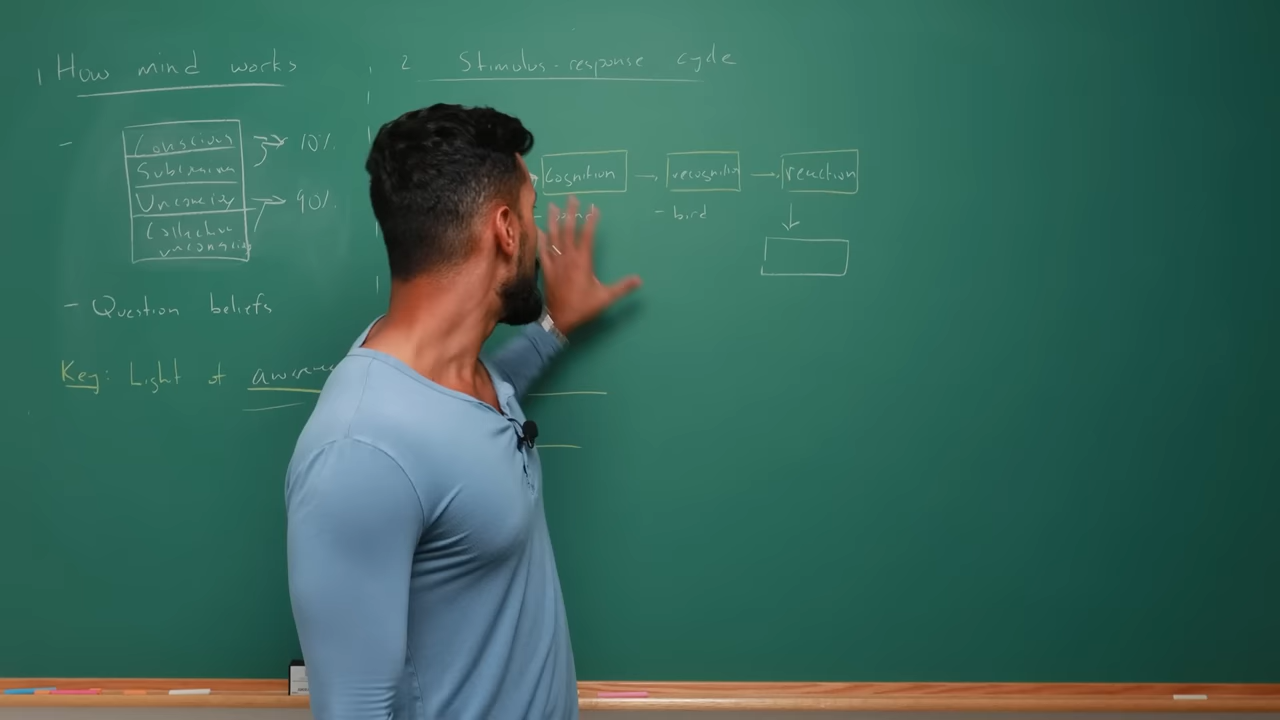 1 How mind works
- Conscious → 10%
Unconscious → 90%
Collective
unconscious
- Question beliefs
Key: Light of
2 Stimulus-response cycle
→ Cognition → recognition → reaction
- bird